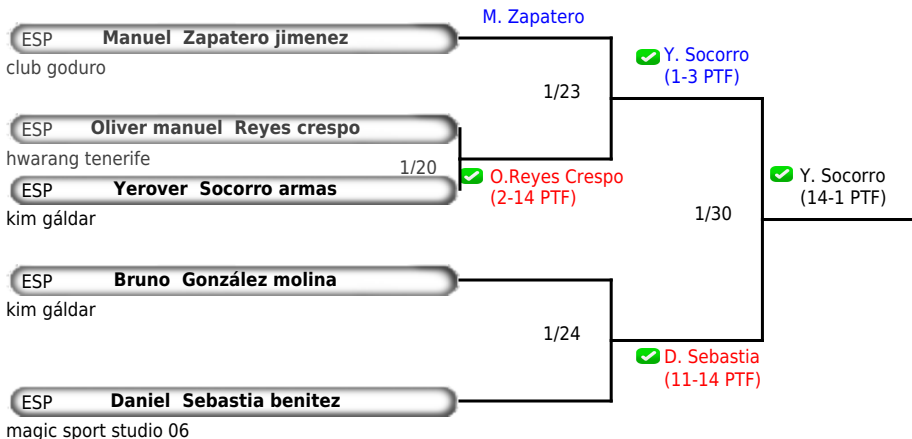 M. Zapatero
ESP Manuel Zapatero jimenez
club goduro
Y. Socorro
(1-3 PTF)
1/23
ESP Oliver manuel Reyes crespo
hwarang tenerife
1/20
O.Reyes Crespo
(2-14 PTF)
ESP Yerover Socorro armas
kim gáldar
Y. Socorro
(14-1 PTF)
1/30
ESP Bruno González molina
kim gáldar
1/24
D. Sebastia
(11-14 PTF)
ESP Daniel Sebastia benitez
magic sport studio 06